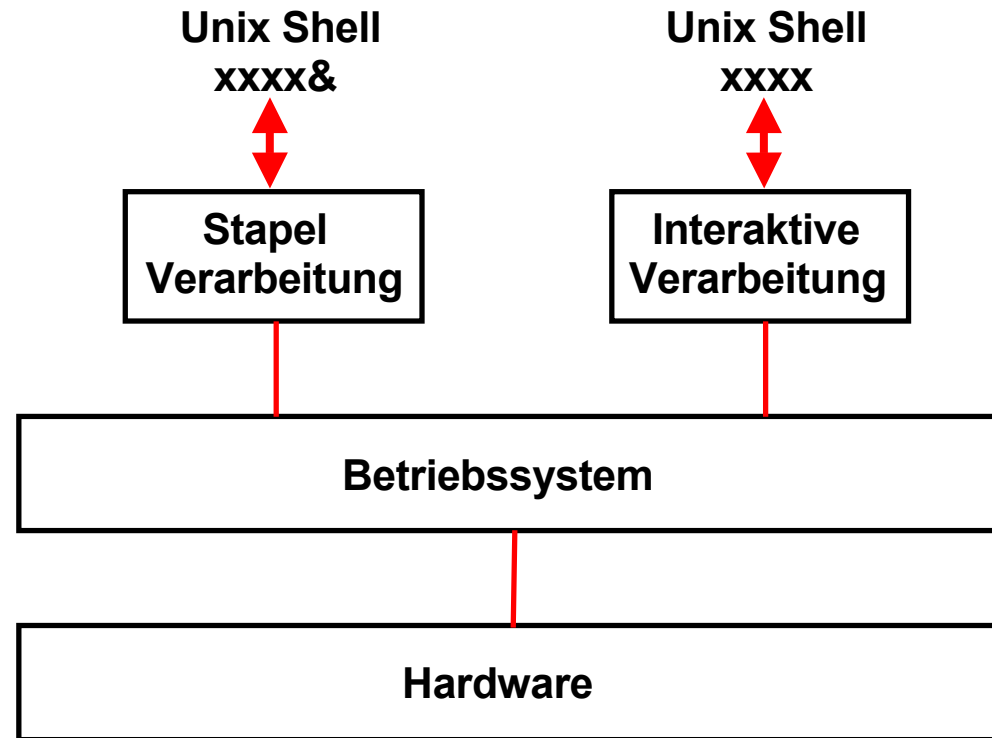 Unix Shell
xxxx&
Unix Shell
xxxx
Stapel
Verarbeitung
Interaktive
Verarbeitung
Betriebssystem
Hardware